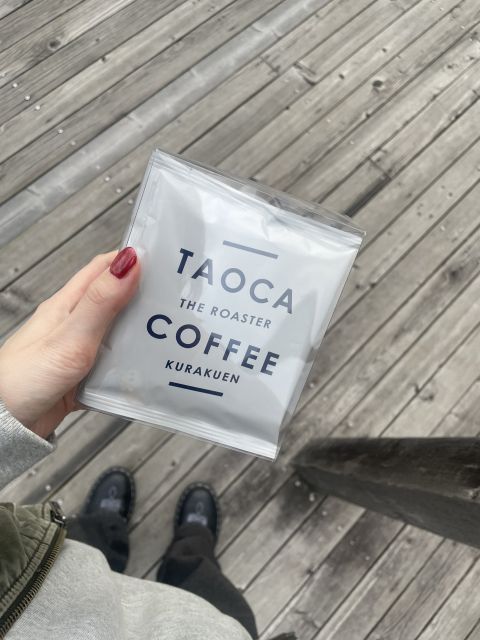 TAOCA
THE ROASTER
COFFEE
KURAKUEN